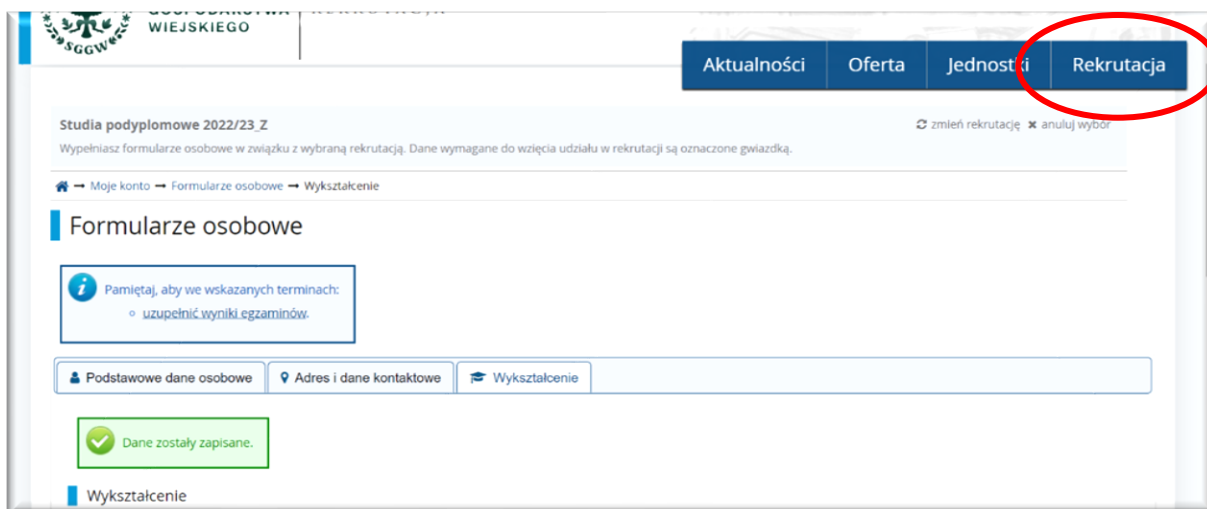 WIEJSKIEGO
SGGW
Aktualności Oferta Jednostki Rekrutacja
Studia podyplomowe 2022/23_Z
zmień rekrutację anuluj wybór
Wypełniasz formularze osobowe w związku z wybraną rekrutacją. Dane wymagane do wzięcia udziału w rekrutacji są oznaczone gwiazdką.
Moje konto → Formularze osobowe → Wykształcenie
Formularze osobowe
Pamiętaj, aby we wskazanych terminach:
uzupełnić wyniki egzaminów.
Podstawowe dane osobowe Adres i dane kontaktowe Wykształcenie
Dane zostały zapisane.
Wykształcenie